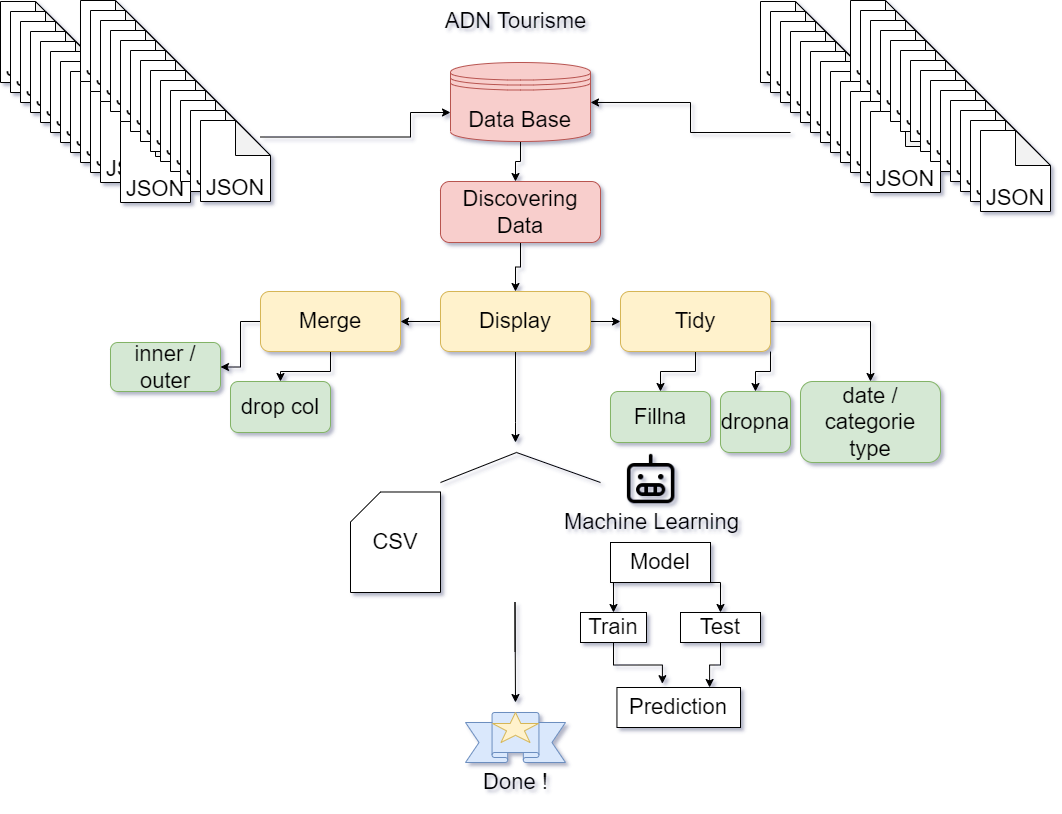 ADN Tourisme
Data Base
JSON
JSON
JSON
JSON
Discovering
Data
Merge
Display
Tidy
inner /
outer
drop col
Fillna
dropna
date /
categorie
type
CSV
Machine Learning
Model
Train
Test
Prediction
Done !